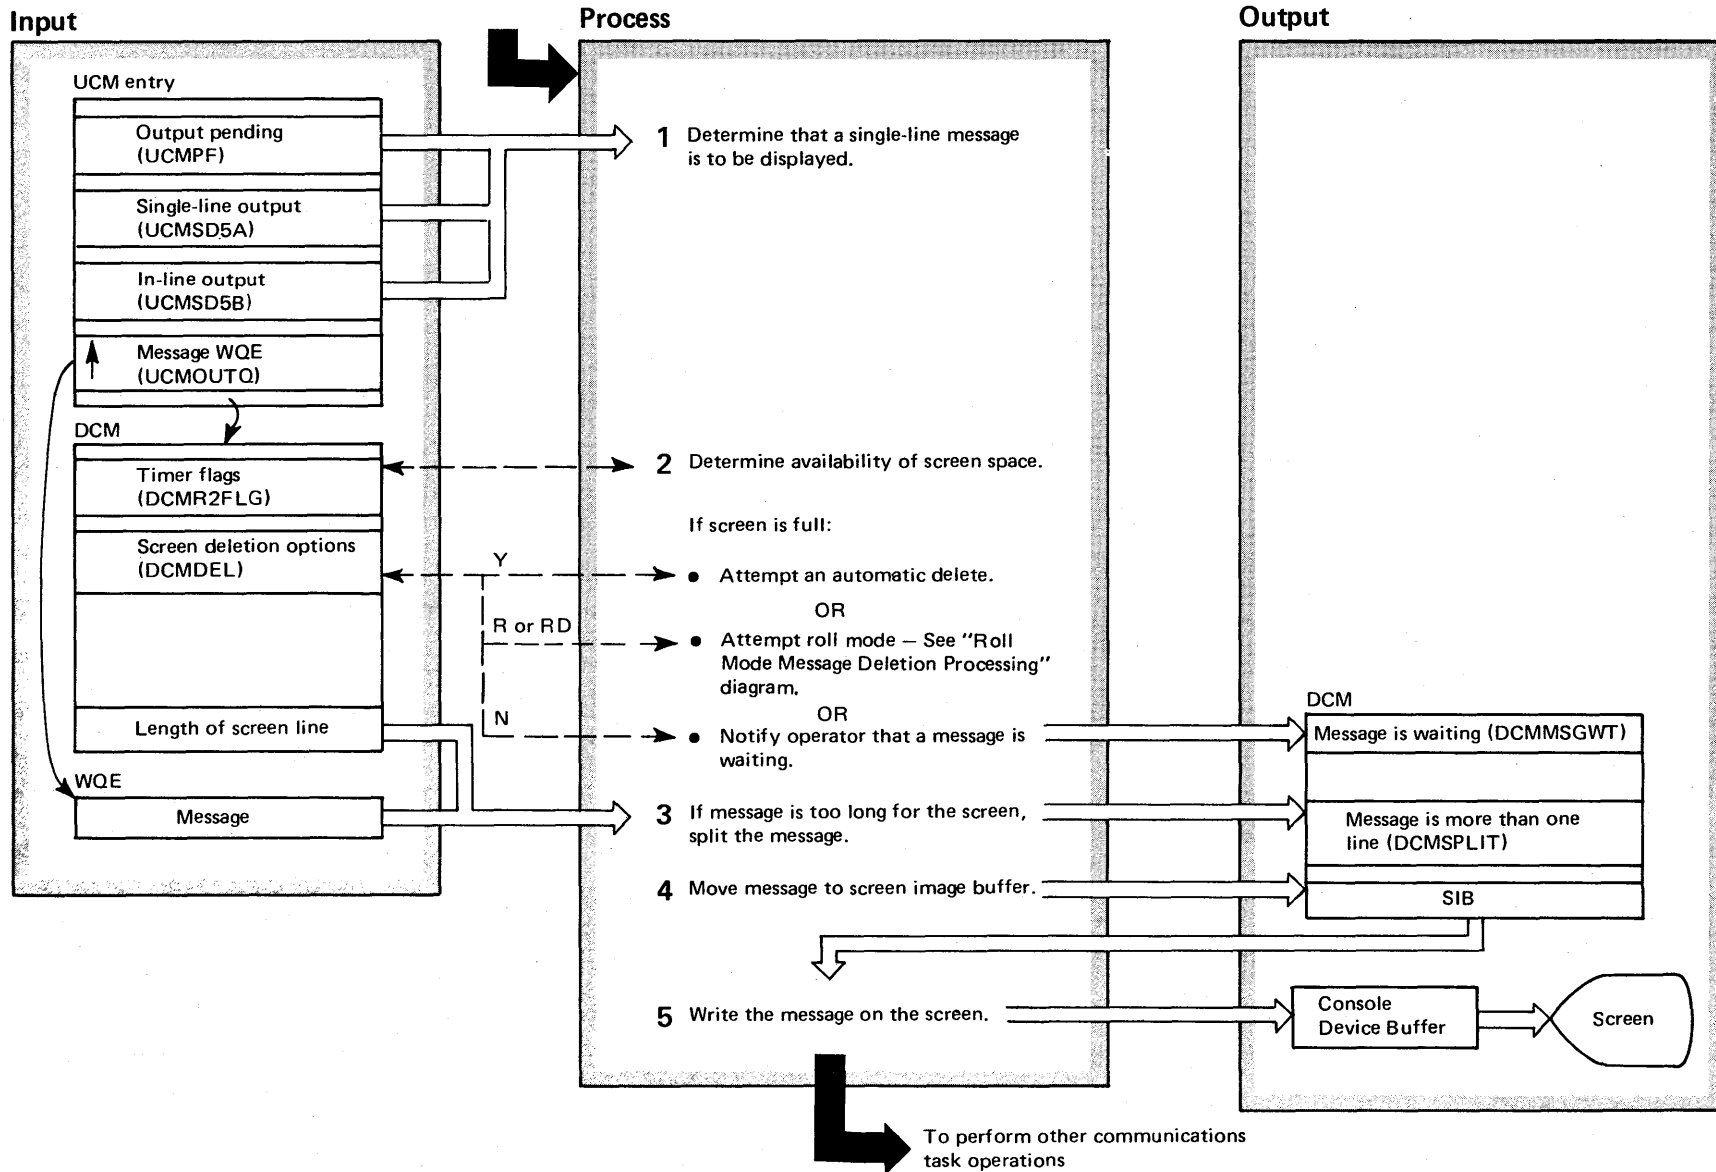 Input
Process
Output
UCM entry
Output pending
(UCMPF)
Single-line output
(UCMSD5A)
In-line output
(UCMSD5B)
Message WQE
(UCMOUTQ)
DCM
Timer flags
(DCMR2FLG)
Screen deletion options
(DCMDEL)
Length of screen line
WQE
Message
1 Determine that a single-line message
is to be displayed.
2 Determine availability of screen space.
If screen is full:
Y
• Attempt an automatic delete.
OR
R or RD
• Attempt roll mode — See "Roll
Mode Message Deletion Processing"
diagram.
OR
N
• Notify operator that a message is
waiting.
3 If message is too long for the screen,
split the message.
4 Move message to screen image buffer.
5 Write the message on the screen.
DCM
Message is waiting (DCMMSGWT)
Message is more than one
line (DCMSPLIT)
SIB
Console
Device Buffer
Screen
To perform other communications
task operations